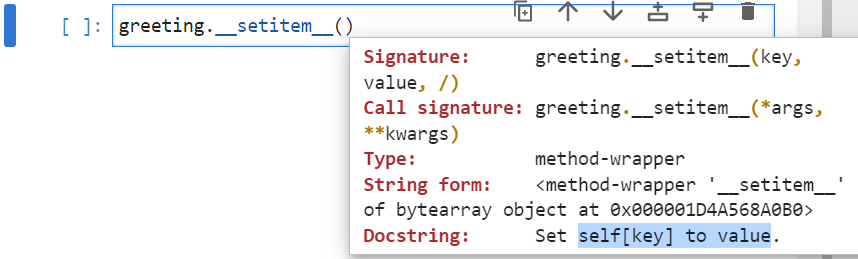 [ ]: greeting.__setitem__()
Signature: greeting.__setitem__(key,
value, /)
Call signature: greeting.__setitem__(*args,
**kwargs)
Type: method-wrapper
String form: <method-wrapper '__setitem__'
of bytearray object at 0x000001D4A568A0B0>
Docstring: Set self[key] to value.